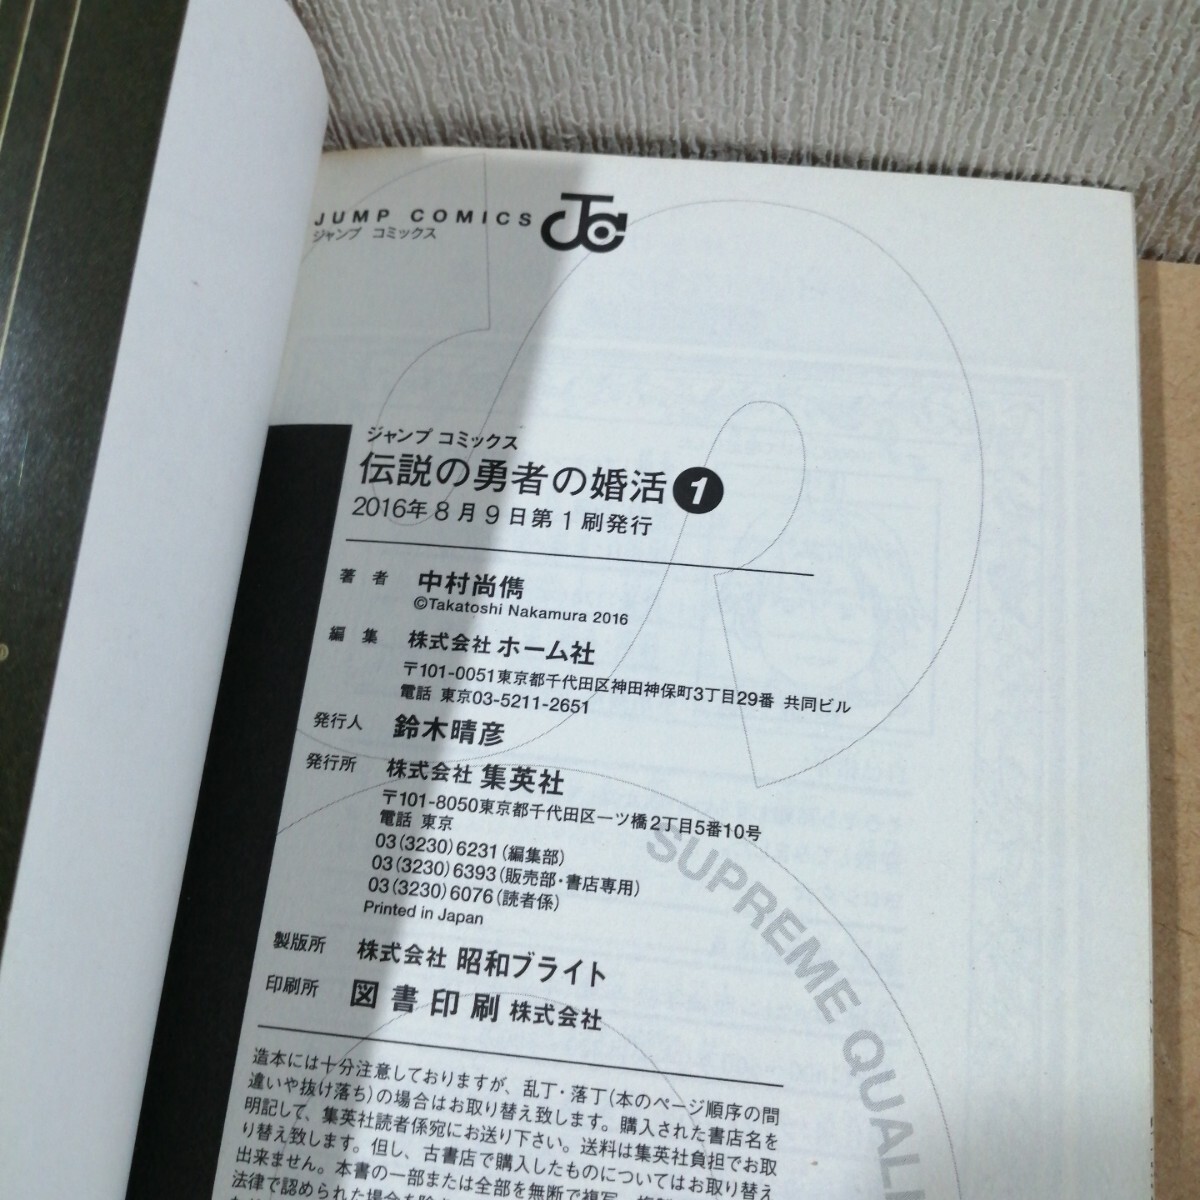 JUMP COMICS
ジャンプ コミックス
ジャンプ コミックス
伝説の勇者の婚活 1
2016年8月9日第1刷発行
著者 中村尚儁
©Takatoshi Nakamura 2016
編集 株式会社 ホーム社
〒101-0051東京都千代田区神田神保町3丁目29番 共同ビル
電話 東京03-5211-2651
発行人 鈴木晴彦
発行所 株式会社 集英社
〒101-8050東京都千代田区一ツ橋2丁目5番10号
電話 東京
03(3230)6231(編集部)
03(3230)6393(販売部・書店専用)
03(3230)6076(読者係)
Printed in Japan
製版所 株式会社 昭和ブライト
印刷所 図書印刷 株式会社
造本には十分注意しておりますが、乱丁・落丁(本のページ順序の間
違いや抜け落ち)の場合はお取り替え致します。購入された書店名を
明記して、集英社読者係宛にお送り下さい。送料は集英社負担でお取
り替え致します。但し、古書店で購入したものについてはお取り替え
出来ません。本書の一部または全部を無断で複写、
法律で認められた場合を除き
SUPREME QUALI